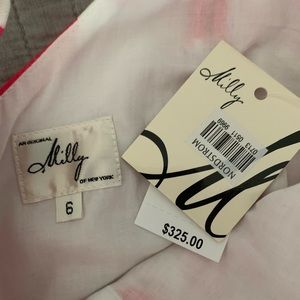 AN ORIGINAL
Milly
OF NEW YORK
6
Milly
NORDSTROM
$325.00